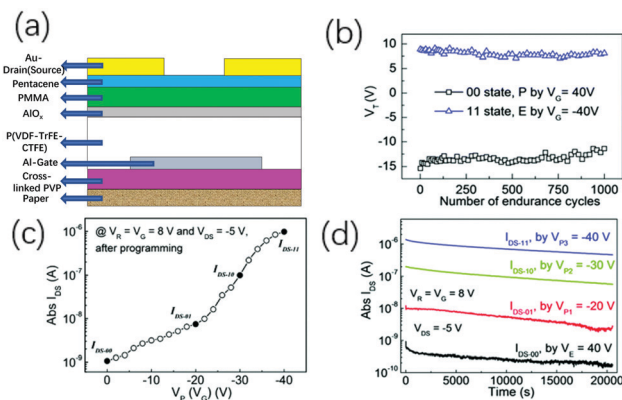 (a)
Au-
Drain(Source)
Pentacene
PMMA
AlOx
P(VDF-TrFE-
CTFE)
Al-Gate
Cross-
linked PVP
Paper
(b)
VT (V)
15
10
5
0
-5
-10
-15
00 state, P by VG= 40V
11 state, E by VG= -40V
0 250 500 750 1000
Number of endurance cycles
(c)
Abs IDS (A)
10-6
10-7
10-8
10-9
@ VR = VG = 8 V and VDS = -5 V,
after programming
IDS-11
IDS-10
IDS-01
IDS-00
0 -10 -20 -30 -40
VP (VG) (V)
(d)
Abs IDS (A)
10-5
10-6
10-7
10-8
10-9
10-10
IDS-11, by VP3 = -40 V
IDS-10, by VP2 = -30 V
VR = VG = 8 V
IDS-01, by VP1 = -20 V
VDS = -5 V
IDS-00, by VE = 40 V
0 5000 10000 15000 20000
Time (s)